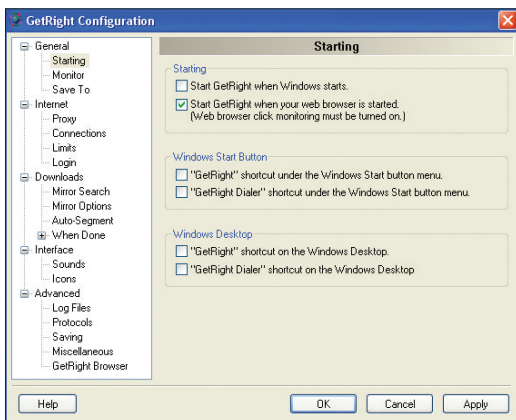 GetRight Configuration
General
Starting
Monitor
Save To
Internet
Proxy
Connections
Limits
Login
Downloads
Mirror Search
Mirror Options
Auto-Segment
When Done
Interface
Sounds
Icons
Advanced
Log Files
Protocols
Saving
Miscellaneous
GetRight Browser
Starting
Starting
Start GetRight when Windows starts.
Start GetRight when your web browser is started.
(Web browser click monitoring must be turned on.)
Windows Start Button
"GetRight" shortcut under the Windows Start button menu.
"GetRight Dialer" shortcut under the Windows Start button menu.
Windows Desktop
"GetRight" shortcut on the Windows Desktop.
"GetRight Dialer" shortcut on the Windows Desktop
Help
OK
Cancel
Apply